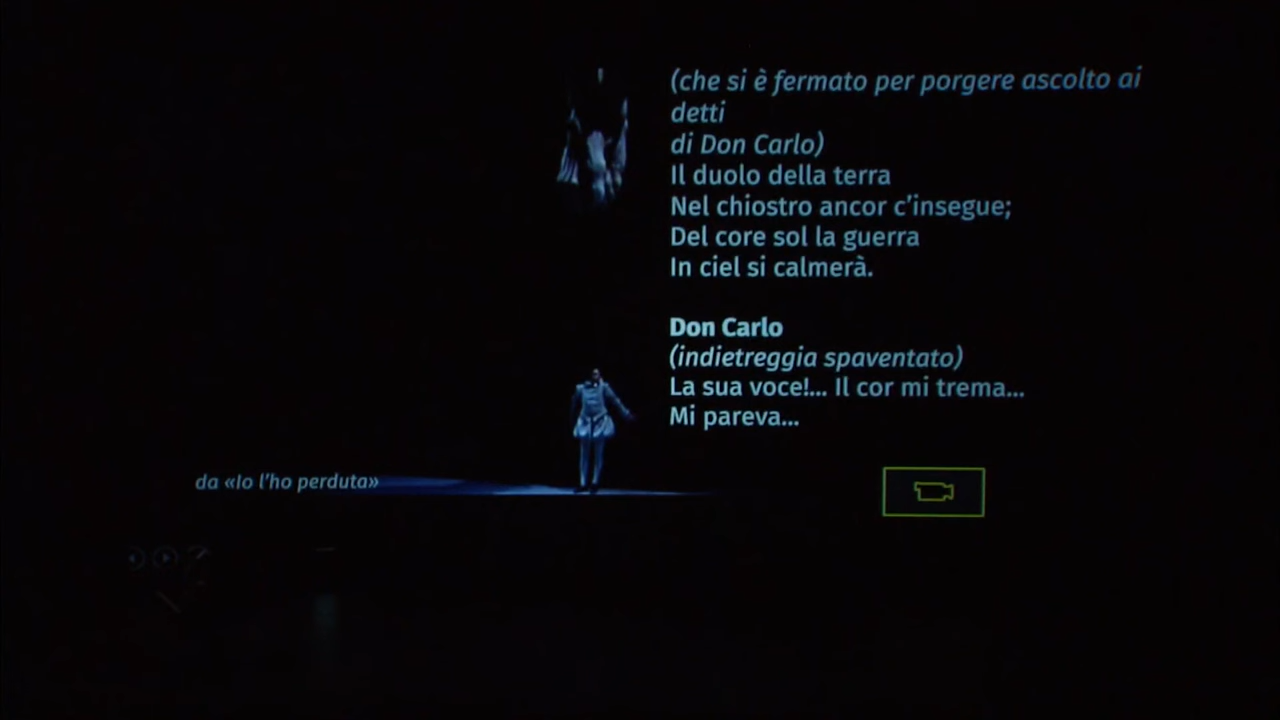 (che si è fermato per porgere ascolto ai
detti
di Don Carlo)
Il duolo della terra
Nel chiostro ancor c'insegue;
Del core sol la guerra
In ciel si calmerà.
Don Carlo
(indietreggia spaventato)
La sua voce!... Il cor mi trema...
Mi pareva...
da «Io l'ho perduta»